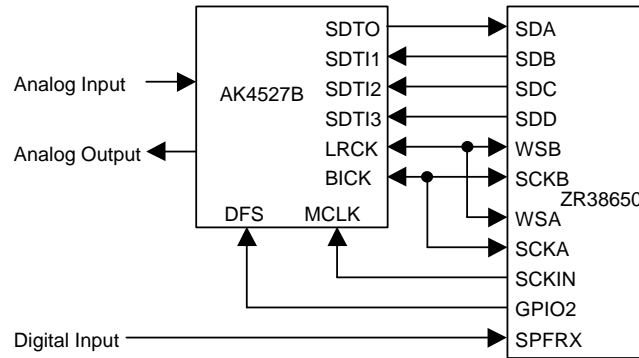 SDTO SDA
SDTI1 SDB
Analog Input
AK4527B
SDTI2 SDC
SDTI3 SDD
Analog Output
LRCK WSB
BICK SCKB
ZR38650
DFS MCLK
WSA
SCKA
SCKIN
GPIO2
Digital Input
SPFRX